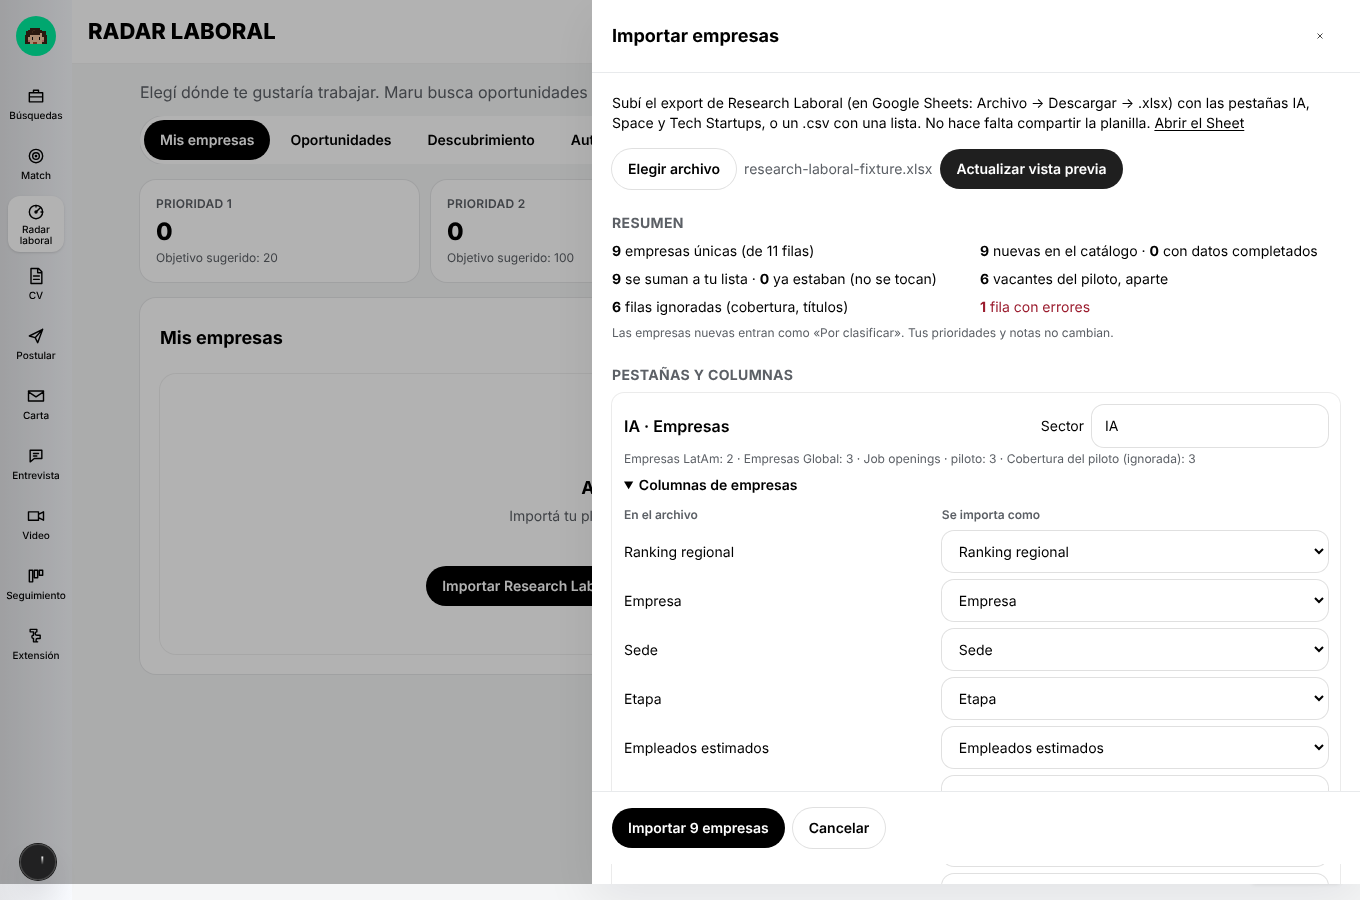 RADAR LABORAL
Búsquedas
Match
Radar
laboral
CV
Postular
Carta
Entrevista
Video
Seguimiento
Extensión
Elegí dónde te gustaría trabajar. Maru busca oportunidades
Mis empresas
Oportunidades
Descubrimiento
PRIORIDAD 1
0
Objetivo sugerido: 20
PRIORIDAD 2
0
Objetivo sugerido: 100
Mis empresas
Importar Research
Importar empresas
×
Subí el export de Research Laboral (en Google Sheets: Archivo → Descargar → .xlsx) con las pestañas IA,
Space y Tech Startups, o un .csv con una lista. No hace falta compartir la planilla. Abrir el Sheet
Elegir archivo
research-laboral-fixture.xlsx
Actualizar vista previa
RESUMEN
9 empresas únicas (de 11 filas)
9 nuevas en el catálogo · 0 con datos completados
9 se suman a tu lista · 0 ya estaban (no se tocan)
6 vacantes del piloto, aparte
6 filas ignoradas (cobertura, títulos)
1 fila con errores
Las empresas nuevas entran como «Por clasificar». Tus prioridades y notas no cambian.
PESTAÑAS Y COLUMNAS
IA · Empresas
Sector
IA
Empresas LatAm: 2 · Empresas Global: 3 · Job openings · piloto: 3 · Cobertura del piloto (ignorada): 3
▼ Columnas de empresas
En el archivo
Se importa como
Ranking regional
Ranking regional
Empresa
Empresa
Sede
Sede
Etapa
Etapa
Empleados estimados
Empleados estimados
Importar 9 empresas
Cancelar